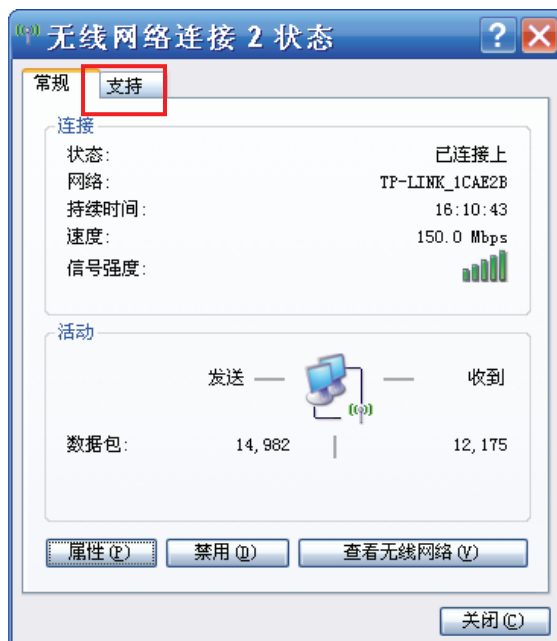 无线网络连接 2 状态
常规 支持
连接
状态: 已连接上
网络: TP-LINK_1CAE2B
持续时间: 16:10:43
速度: 150.0 Mbps
信号强度:
活动
发送 — — 收到
数据包: 14,982 | 12,175
属性(P) 禁用(D) 查看无线网络(V)
关闭(C)